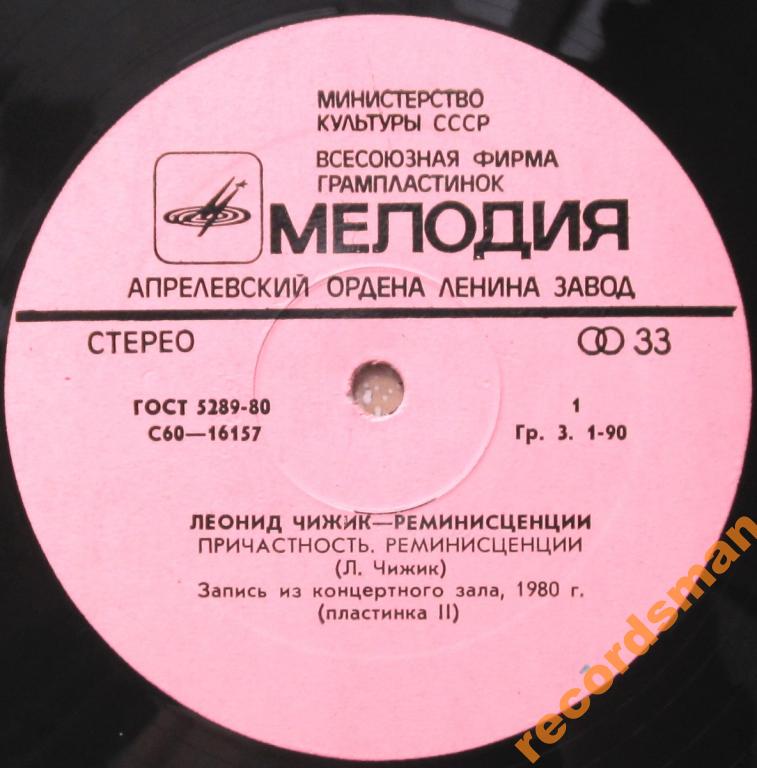 МИНИСТЕРСТВО
КУЛЬТУРЫ СССР
ВСЕСОЮЗНАЯ ФИРМА
ГРАМПЛАСТИНОК
МЕЛОДИЯ
АПРЕЛЕВСКИЙ ОРДЕНА ЛЕНИНА ЗАВОД
СТЕРЕО 33
ГОСТ 5289-80 1
С60—16157 Гр. 3. 1-90
ЛЕОНИД ЧИЖИК—РЕМИНИСЦЕНЦИИ
ПРИЧАСТНОСТЬ. РЕМИНИСЦЕНЦИИ
(Л. Чижик)
Запись из концертного зала, 1980 г.
(пластинка II)
recordsman